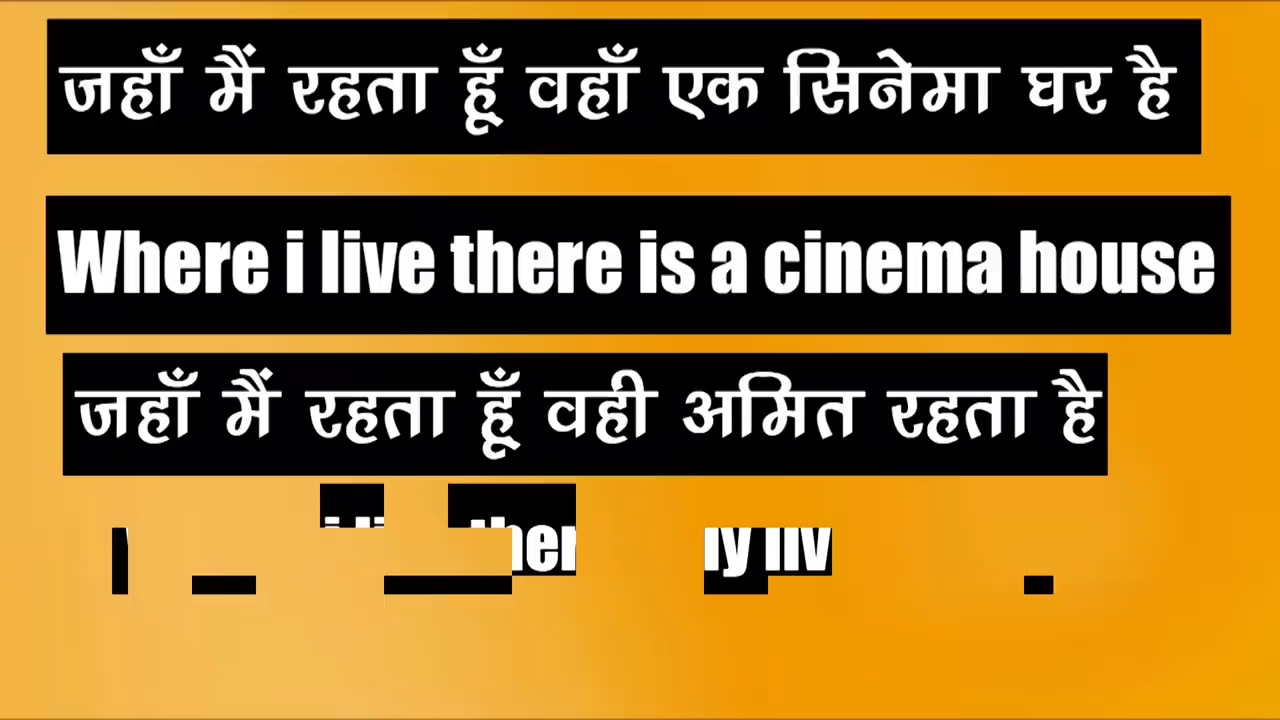 जहाँ मैं रहता हूँ वहाँ एक सिनेमा घर है
Where i live there is a cinema house
जहाँ मैं रहता हूँ वही अमित रहता है